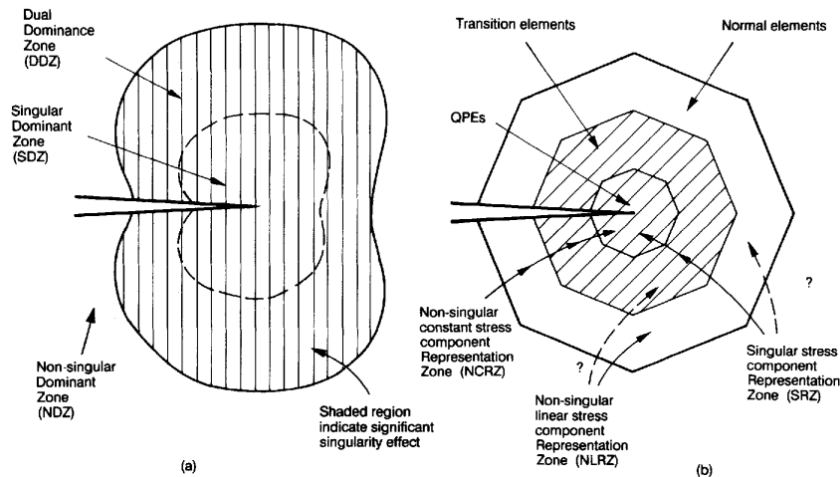 Dual
Dominance
Zone
(DDZ)
Singular
Dominant
Zone
(SDZ)
Non-singular
Dominant
Zone
(NDZ)
Shaded region
indicate significant
singularity effect
(a)
Transition elements
Normal elements
QPEs
Non-singular
constant stress
component
Representation
Zone (NCRZ)
?
Non-singular
linear stress
component
Representation
Zone (NLRZ)
?
Singular stress
component
Representation
Zone (SRZ)
(b)